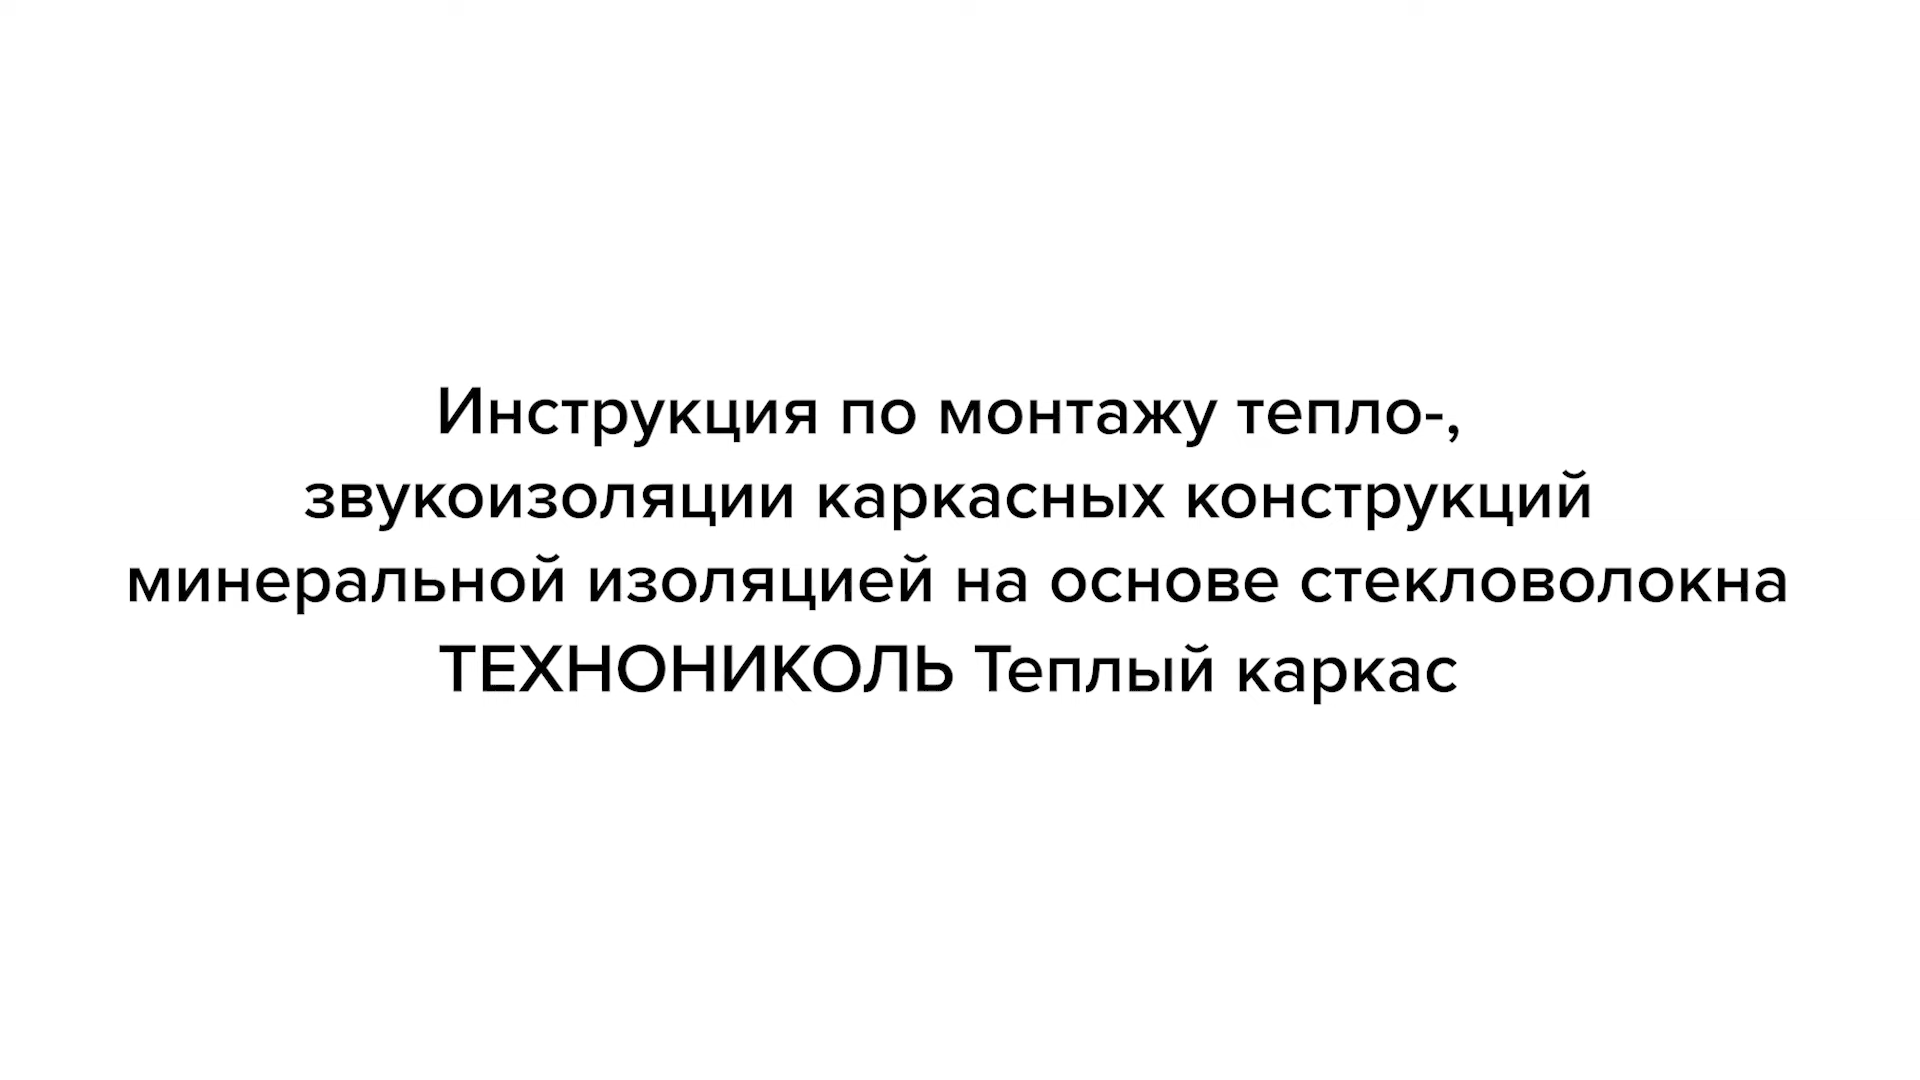 Инструкция по монтажу тепло-,
звукоизоляции каркасных конструкций
минеральной изоляцией на основе стекловолокна
ТЕХНОНИКОЛЬ Теплый каркас